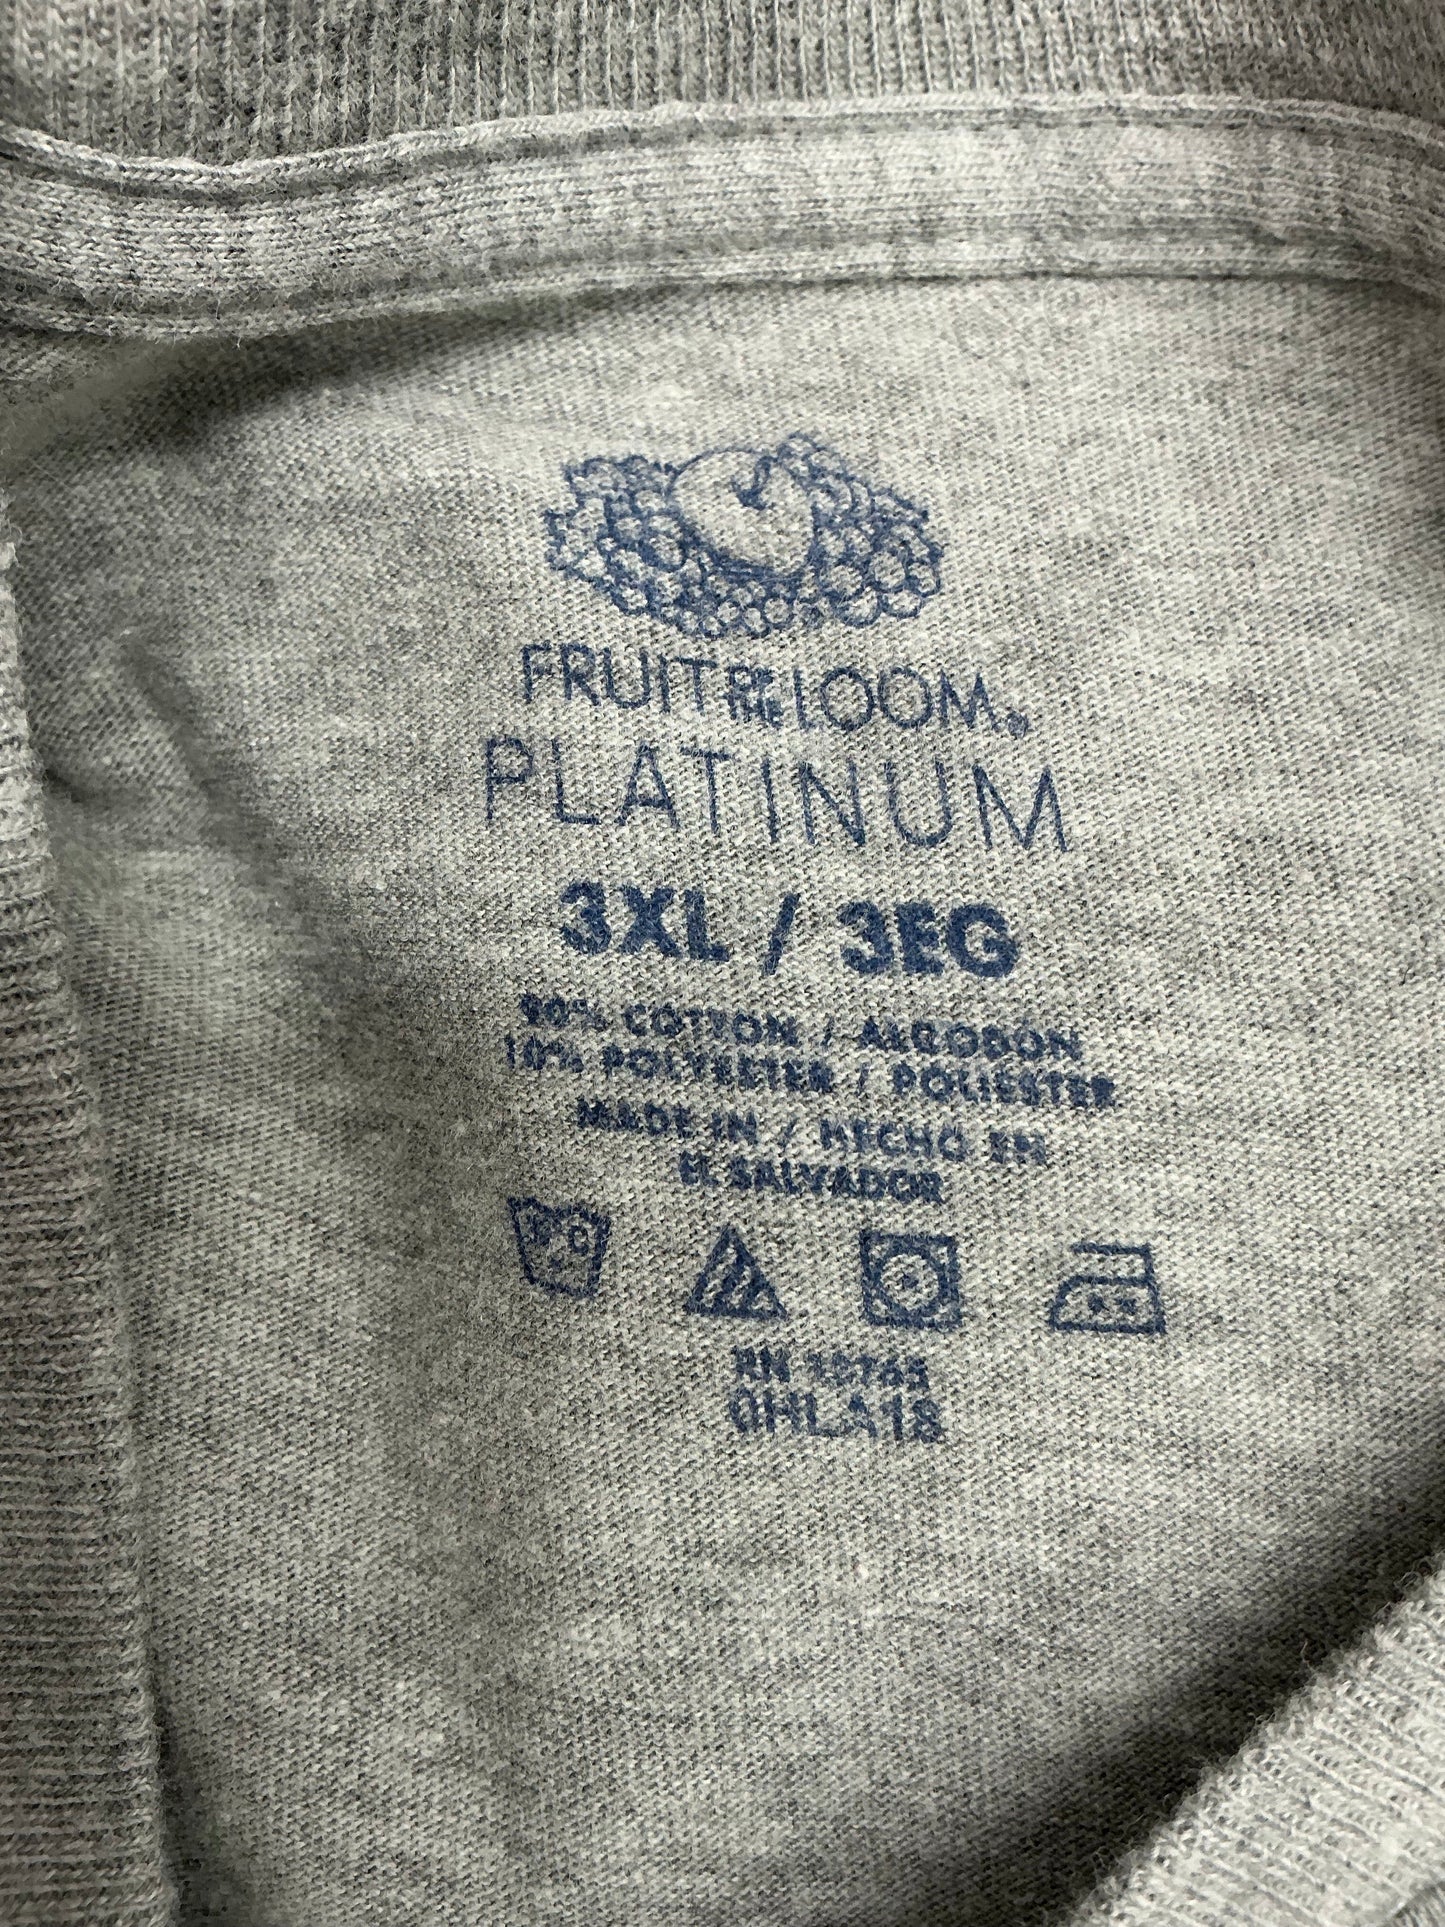 FRUIT OF THE LOOM®
PLATINUM
3XL / 3EG
90% COTTON / ALGODÓN
10% POLYESTER / POLIÉSTER
MADE IN / HECHO EN
EL SALVADOR
RN 13765
0HLA18